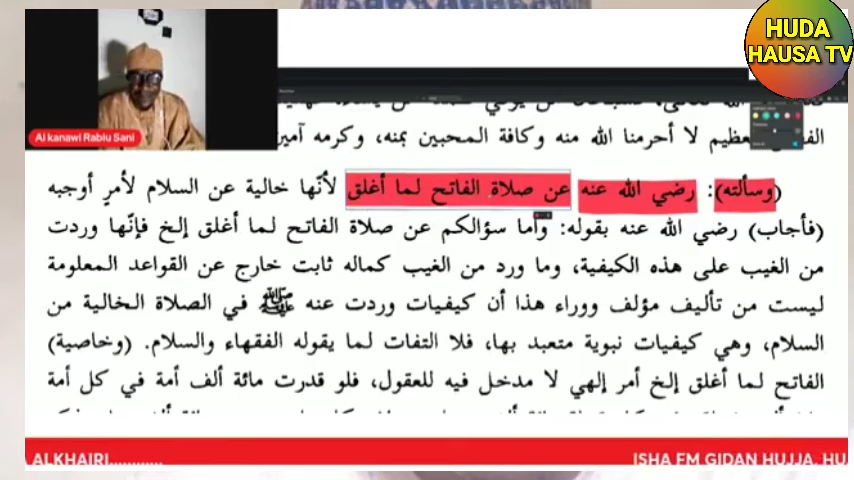 HUDA
HAUSA TV
Al kanawi Rabiu Sani
لا أحرمنا الله منه وكافة المحبين بمنه، وكرمه آمين
(وسألته): رضي الله عنه عن صلاة الفاتح لما أغلق لأنّها خالية عن السلام لأمرٍ أوجبه
(فأجاب) رضي الله عنه بقوله: وأما سؤالكم عن صلاة الفاتح لما أغلق إلخ فإنّها وردت
من الغيب على هذه الكيفية، وما ورد من الغيب كماله ثابت خارج عن القواعد المعلومة
ليست من تأليف مؤلف ووراء هذا أن كيفيات وردت عنه ﷺ في الصلاة الخالية من
السلام، وهي كيفيات نبوية متعبد بها، فلا التفات لما يقوله الفقهاء والسلام. (وخاصية)
الفاتح لما أغلق إلخ أمر إلهي لا مدخل فيه للعقول، فلو قدرت مائة ألف أمة في كل أمة
ALKHAIRI............
ISHA FM GIDAN HUJJA, HU